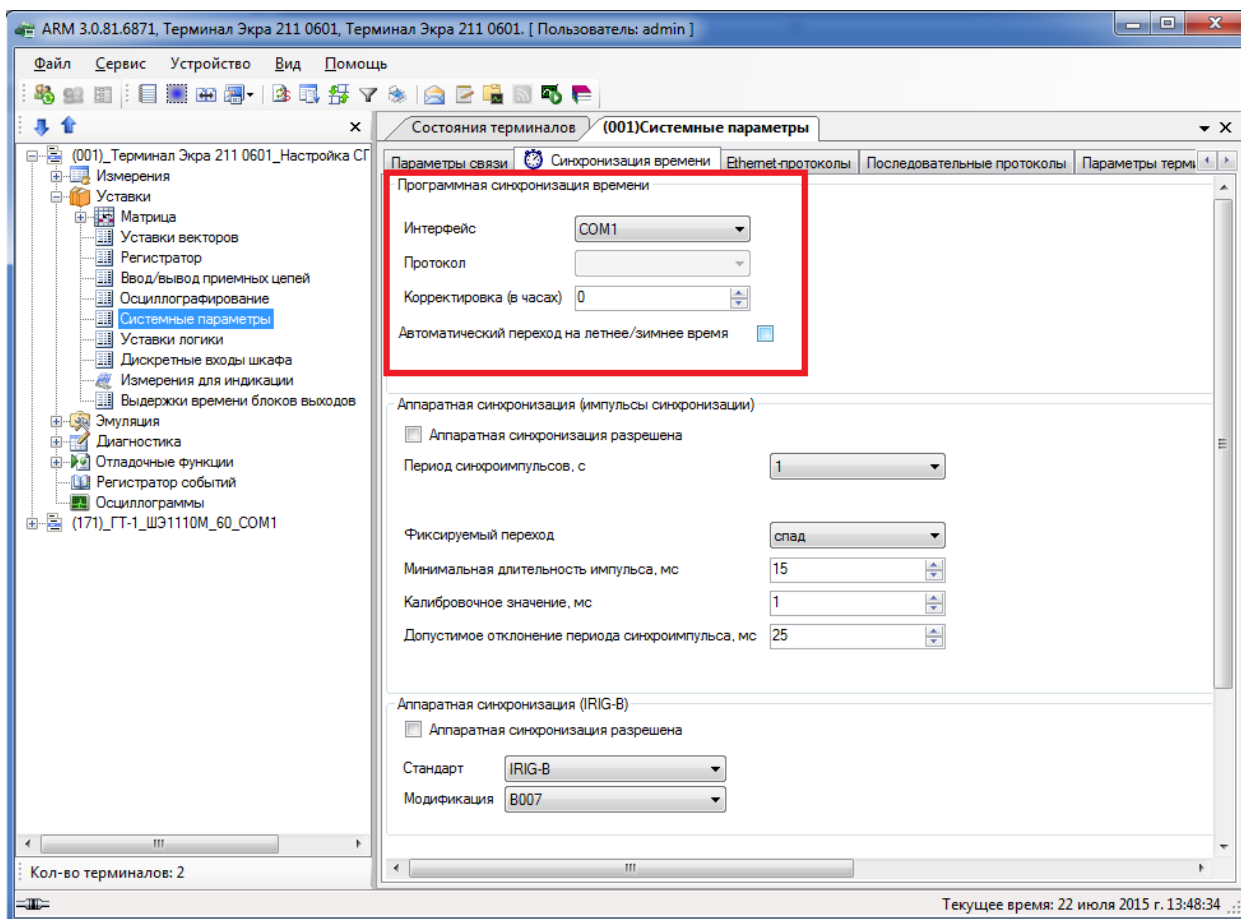 ARM 3.0.81.6871, Терминал Экра 211 0601, Терминал Экра 211 0601. [ Пользователь: admin ]
Файл Сервис Устройство Вид Помощь
Состояния терминалов (001)Системные параметры
(001)_Терминал Экра 211 0601_Настройка СГ
Измерения
Уставки
Матрица
Уставки векторов
Регистратор
Ввод/вывод приемных цепей
Осциллографирование
Системные параметры
Уставки логики
Дискретные входы шкафа
Измерения для индикации
Выдержки времени блоков выходов
Эмуляция
Диагностика
Отладочные функции
Регистратор событий
Осциллограммы
(171)_ГТ-1_ШЭ1110М_60_COM1
Кол-во терминалов: 2
Параметры связи Синхронизация времени Ethernet-протоколы Последовательные протоколы Параметры терми
Программная синхронизация времени
Интерфейс COM1
Протокол
Корректировка (в часах) 0
Автоматический переход на летнее/зимнее время
Аппаратная синхронизация (импульсы синхронизации)
Аппаратная синхронизация разрешена
Период синхроимпульсов, с 1
Фиксируемый переход спад
Минимальная длительность импульса, мс 15
Калибровочное значение, мс 1
Допустимое отклонение периода синхроимпульса, мс 25
Аппаратная синхронизация (IRIG-B)
Аппаратная синхронизация разрешена
Стандарт IRIG-B
Модификация B007
Текущее время: 22 июля 2015 г. 13:48:34